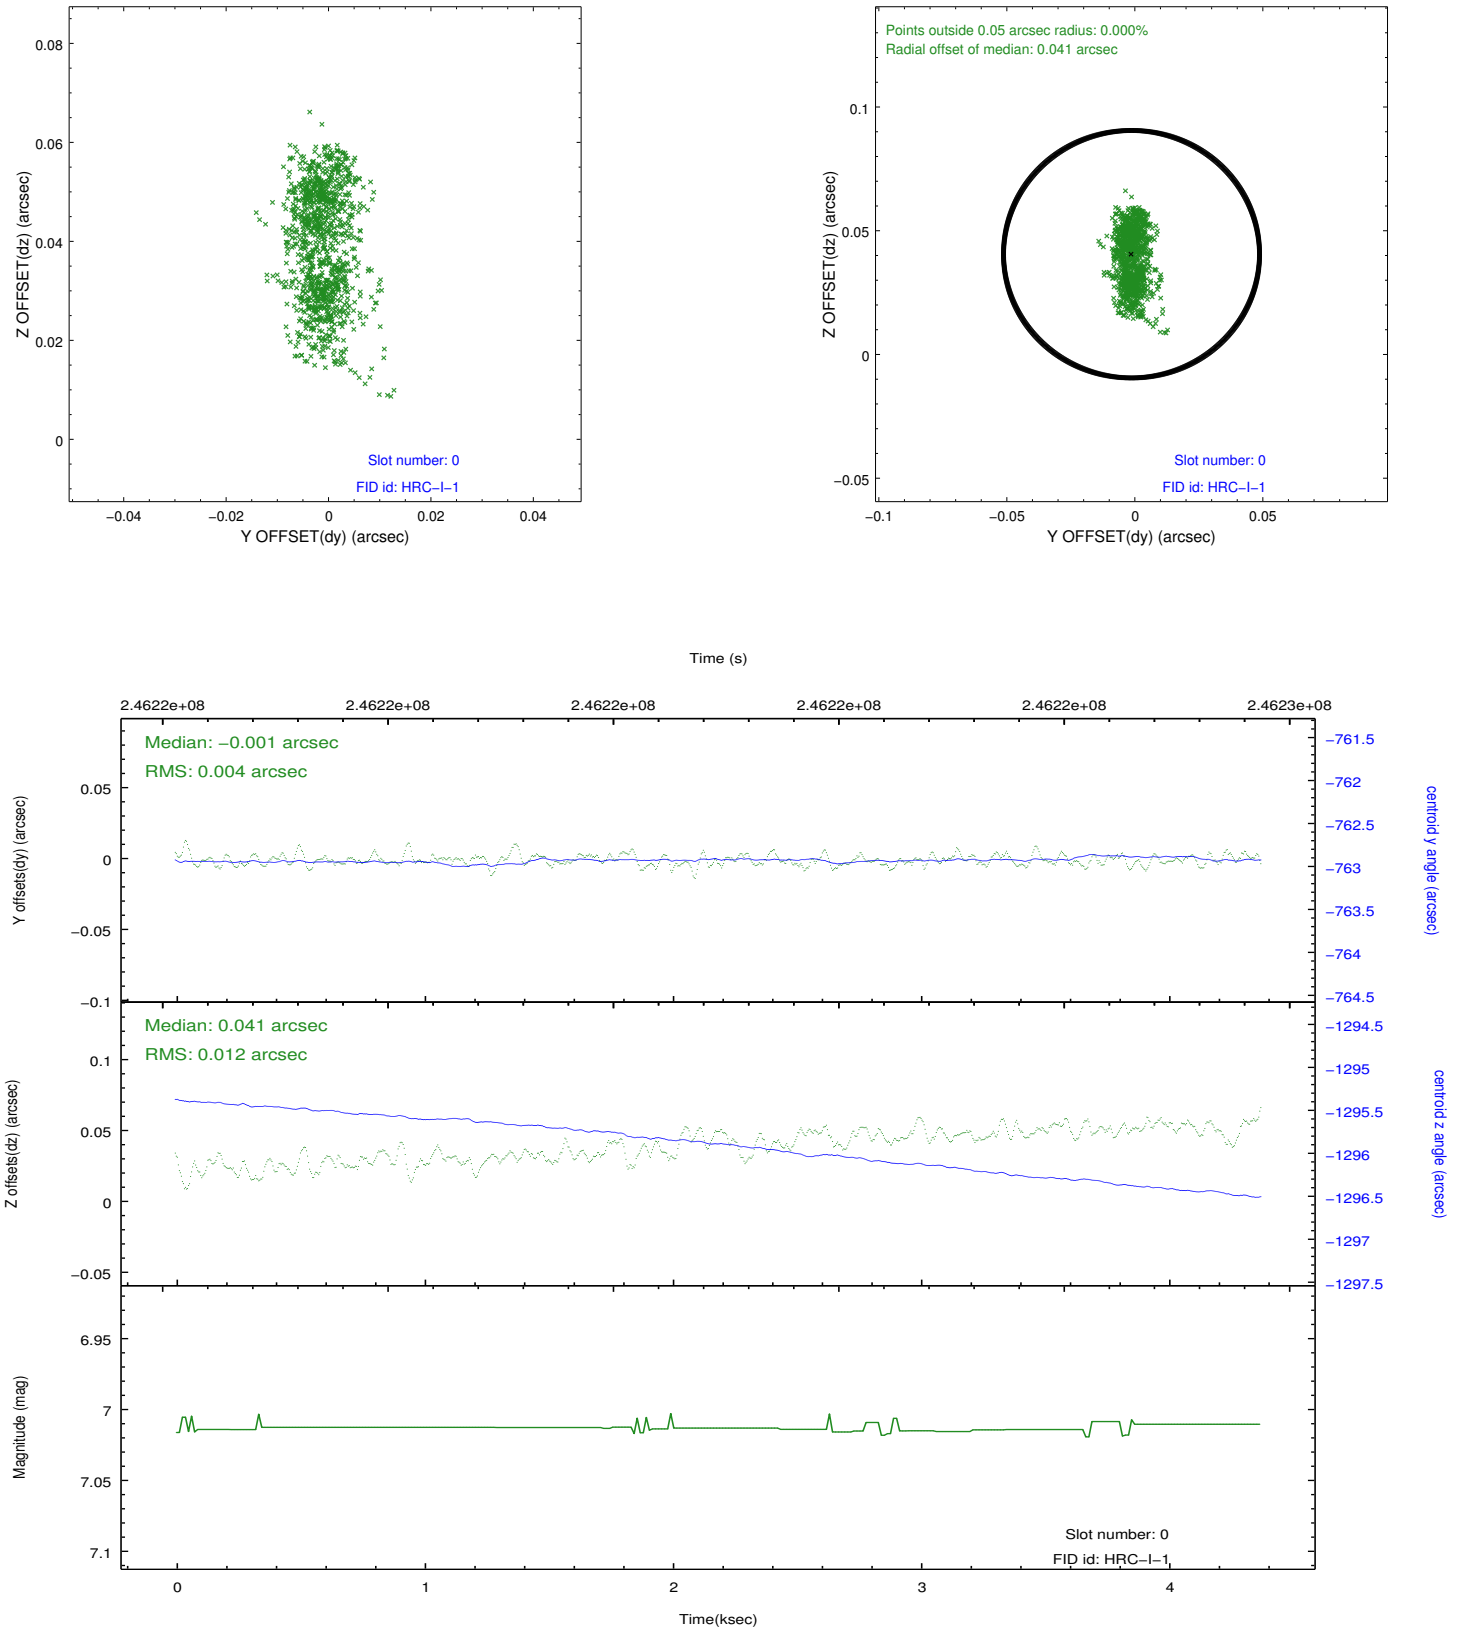 0.08
0.06
0.04
0.02
0
Z OFFSET(dz) (arcsec)
Slot number: 0
FID id: HRC−I−1
−0.04 −0.02 0 0.02 0.04
Y OFFSET(dy) (arcsec)
Points outside 0.05 arcsec radius: 0.000%
Radial offset of median: 0.041 arcsec
0.1
0.05
0
−0.05
Z OFFSET(dz) (arcsec)
Slot number: 0
FID id: HRC−I−1
−0.1 −0.05 0 0.05
Y OFFSET(dy) (arcsec)
Time (s)
2.4622e+08 2.4622e+08 2.4622e+08 2.4622e+08 2.4622e+08 2.4623e+08
Median: −0.001 arcsec
RMS: 0.004 arcsec
0.05
0
−0.05
−0.1
Y offsets(dy) (arcsec)
−761.5
−762
−762.5
−763
−763.5
−764
−764.5
centroid y angle (arcsec)
Median: 0.041 arcsec
RMS: 0.012 arcsec
0.1
0.05
0
−0.05
Z offsets(dz) (arcsec)
−1294.5
−1295
−1295.5
−1296
−1296.5
−1297
−1297.5
centroid z angle (arcsec)
6.95
7
7.05
7.1
Magnitude (mag)
Slot number: 0
FID id: HRC−I−1
0 1 2 3 4
Time(ksec)